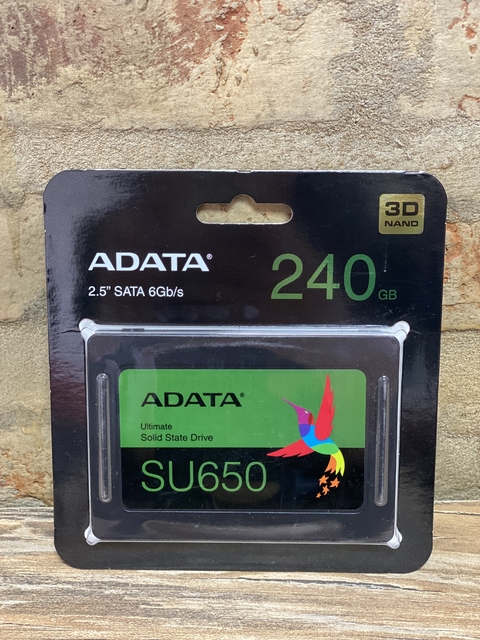 3D
NAND
ADATA®
2.5" SATA 6Gb/s
240 GB
ADATA®
Ultimate
Solid State Drive
SU650